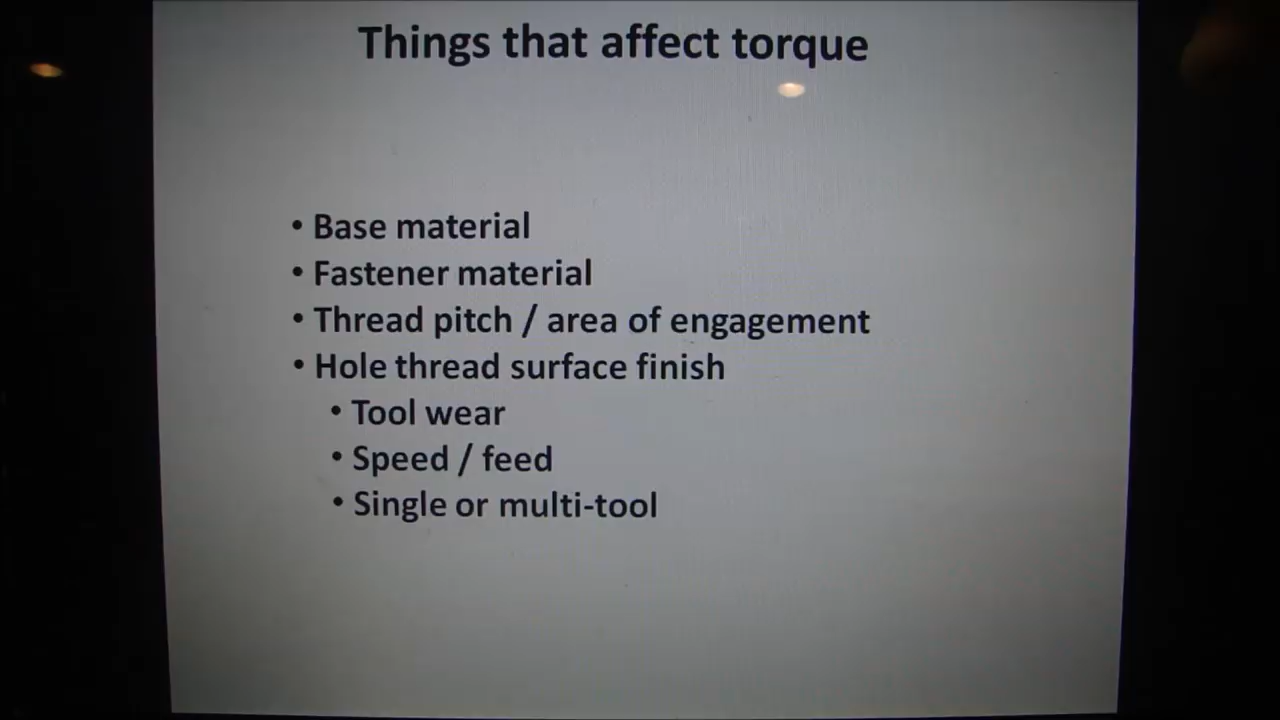 Things that affect torque
• Base material
• Fastener material
• Thread pitch / area of engagement
• Hole thread surface finish
• Tool wear
• Speed / feed
• Single or multi-tool